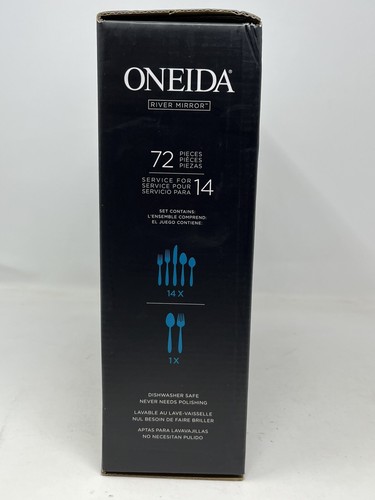 ONEIDA®
RIVER MIRROR™
72 PIECES
PIÈCES
PIEZAS
SERVICE FOR
SERVICE POUR 14
SERVICIO PARA
SET CONTAINS:
L'ENSEMBLE COMPREND:
EL JUEGO CONTIENE:
14 X
1 X
DISHWASHER SAFE
NEVER NEEDS POLISHING
LAVABLE AU LAVE-VAISSELLE
NUL BESOIN DE FAIRE BRILLER
APTAS PARA LAVAVAJILLAS
NO NECESITAN PULIDO